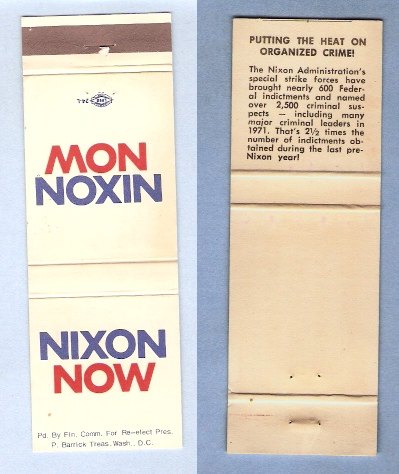 NIXON
NOW
NIXON
NOW
Pd. By Fin. Comm. For Re-elect Pres.
P. Barrick Treas. Wash., D.C.
PUTTING THE HEAT ON
ORGANIZED CRIME!
The Nixon Administration's
special strike forces have
brought nearly 600 Feder-
al indictments and named
over 2,500 criminal sus-
pects — including many
major criminal leaders in
1971. That's 2½ times the
number of indictments ob-
tained during the last pre-
Nixon year!